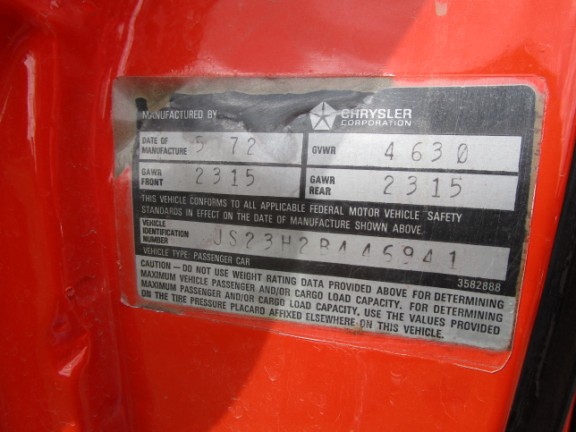 MANUFACTURED BY CHRYSLER CORPORATION
DATE OF MANUFACTURE 5 72 GVWR 4630
GAWR FRONT 2315 GAWR REAR 2315
THIS VEHICLE CONFORMS TO ALL APPLICABLE FEDERAL MOTOR VEHICLE SAFETY
STANDARDS IN EFFECT ON THE DATE OF MANUFACTURE SHOWN ABOVE.
VEHICLE IDENTIFICATION NUMBER JS23H2B446941
VEHICLE TYPE: PASSENGER CAR 3582888
CAUTION – DO NOT USE WEIGHT RATING DATA PROVIDED ABOVE FOR DETERMINING
MAXIMUM VEHICLE PASSENGER AND/OR CARGO LOAD CAPACITY. FOR DETERMINING
MAXIMUM PASSENGER AND/OR CARGO LOAD CAPACITY, USE THE VALUES PROVIDED
ON THE TIRE PRESSURE PLACARD AFFIXED ELSEWHERE ON THIS VEHICLE.